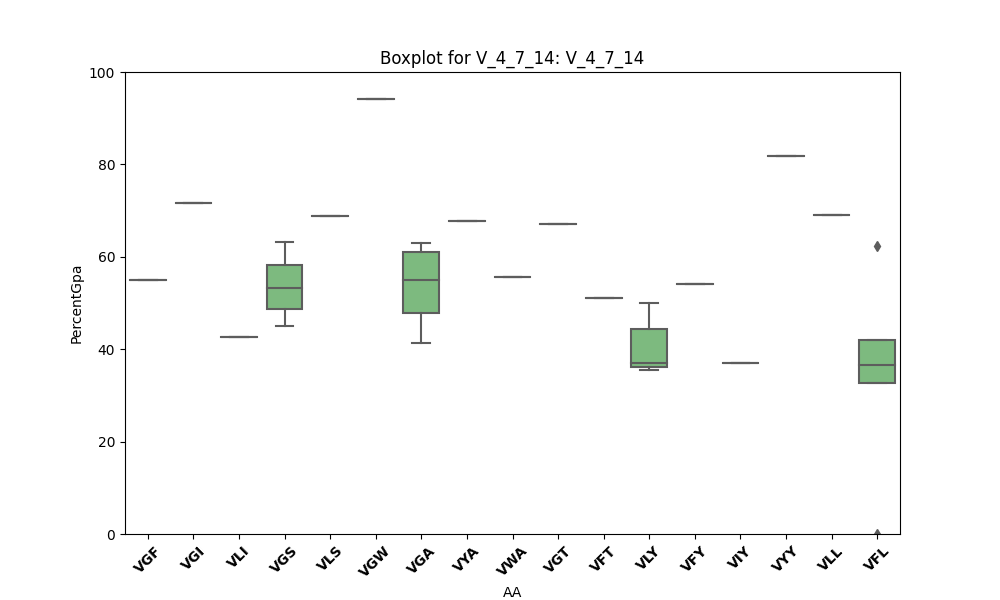 Boxplot for V_4_7_14: V_4_7_14
100
80
60
40
20
0
PercentGpa
VGF VGI VLI VGS VLS VGW VGA VYA VWA VGT VFT VLY VFY VIY VYY VLL VFL
AA